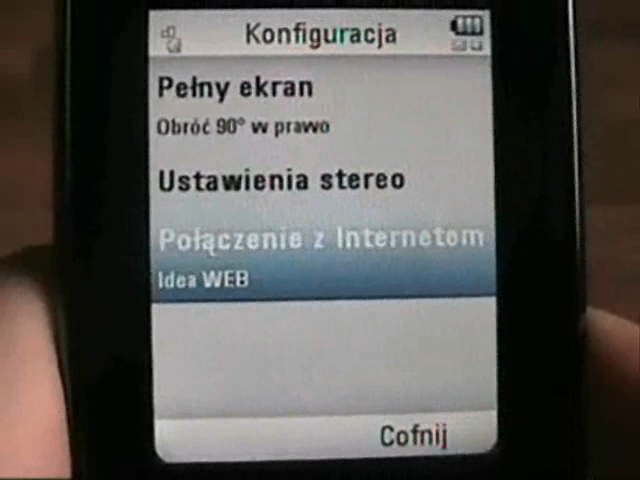 Konfiguracja
Pełny ekran
Obróć 90° w prawo
Ustawienia stereo
Połączenie z Internetem
Idea WEB
Cofnij